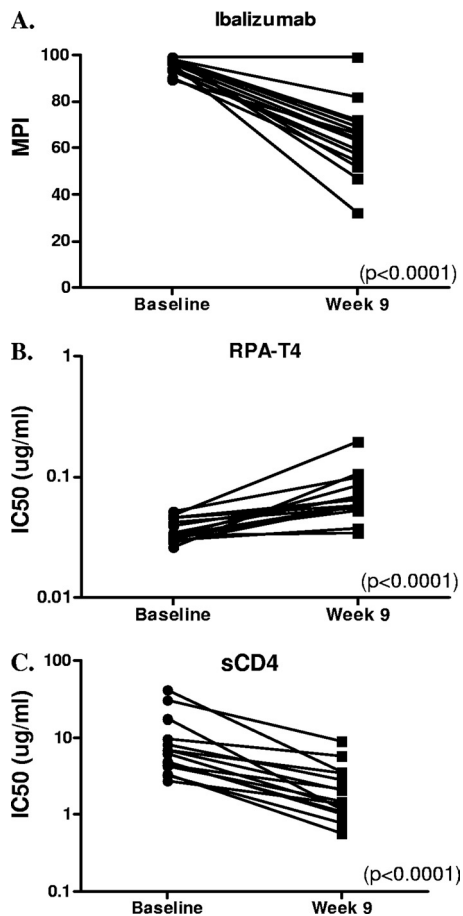 A.
Ibalizumab
MPI
100
80
60
40
20
0
(p<0.0001)
Baseline Week 9
B.
RPA-T4
IC50 (ug/ml)
1
0.1
0.01
(p<0.0001)
Baseline Week 9
C.
sCD4
IC50 (ug/ml)
100
10
1
0.1
(p<0.0001)
Baseline Week 9